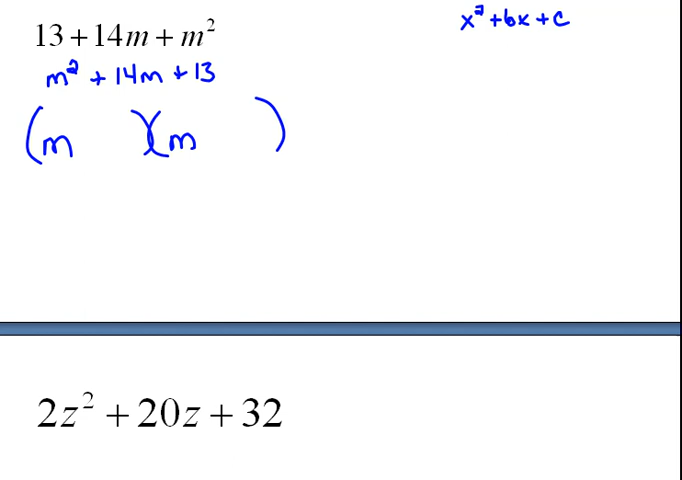 13 + 14m + m²
x² + bx + c
m² + 14m + 13
(m )(m )
2z² + 20z + 32